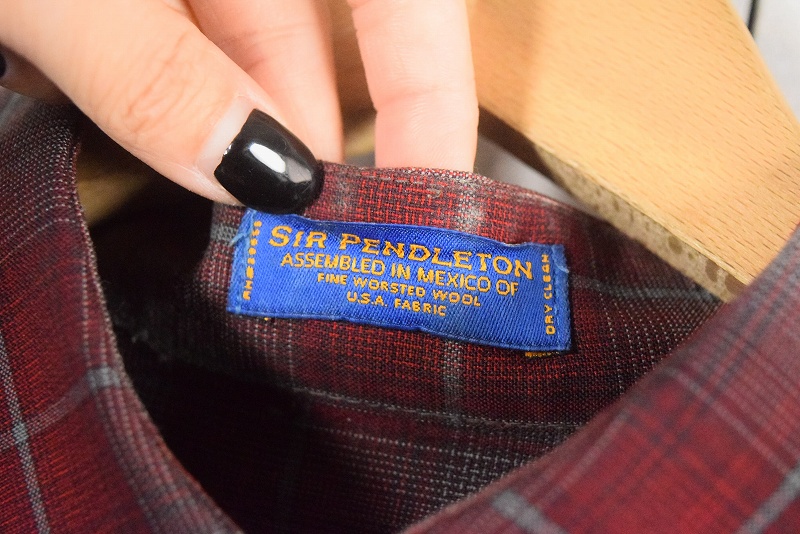 SIR PENDLETON
ASSEMBLED IN MEXICO OF
FINE WORSTED WOOL
U.S.A. FABRIC
DRY CLEAN